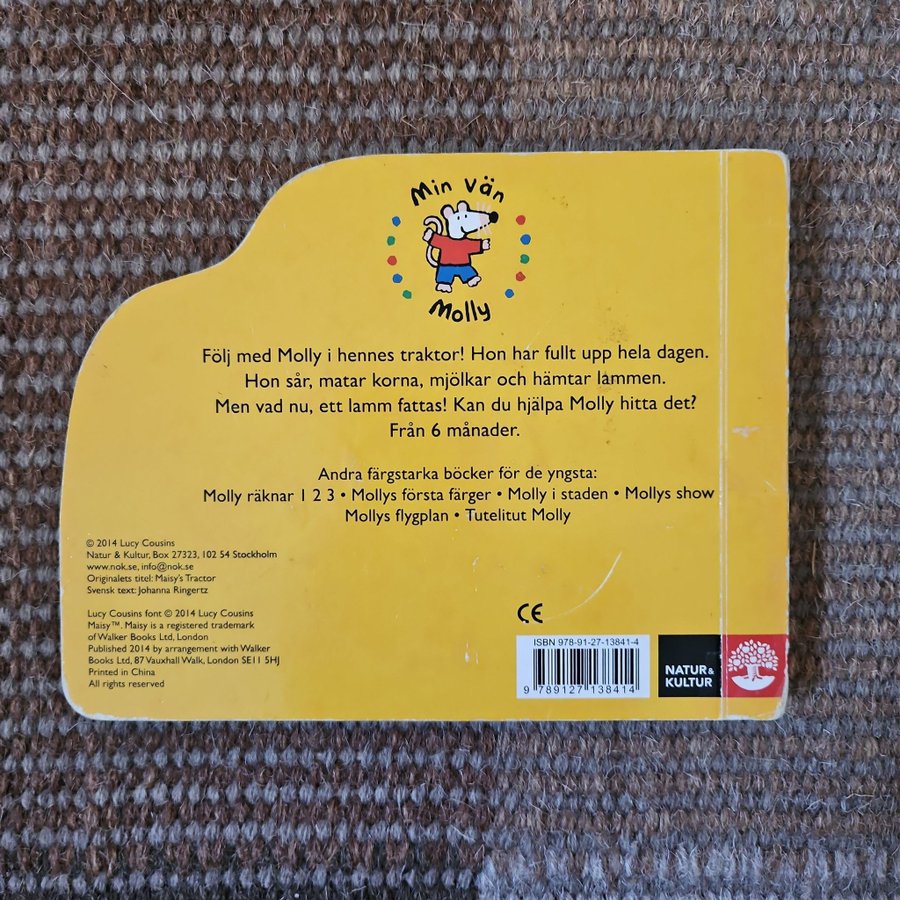 Min vän
Molly
Följ med Molly i hennes traktor! Hon har fullt upp hela dagen.
Hon sår, matar korna, mjölkar och hämtar lammen.
Men vad nu, ett lamm fattas! Kan du hjälpa Molly hitta det?
Från 6 månader.
Andra färgstarka böcker för de yngsta:
Molly räknar 1 2 3 • Mollys första färger • Molly i staden • Mollys show
Mollys flygplan • Tutelitut Molly
© 2014 Lucy Cousins
Natur & Kultur, Box 27323, 102 54 Stockholm
www.nok.se, info@nok.se
Originalets titel: Maisy's Tractor
Svensk text: Johanna Ringertz
Lucy Cousins font © 2014 Lucy Cousins
Maisy™. Maisy is a registered trademark
of Walker Books Ltd, London
Published 2014 by arrangement with Walker
Books Ltd, 87 Vauxhall Walk, London SE11 5HJ
Printed in China
All rights reserved
CE
ISBN 978-91-27-13841-4
9 789127 138414
NATUR &
KULTUR